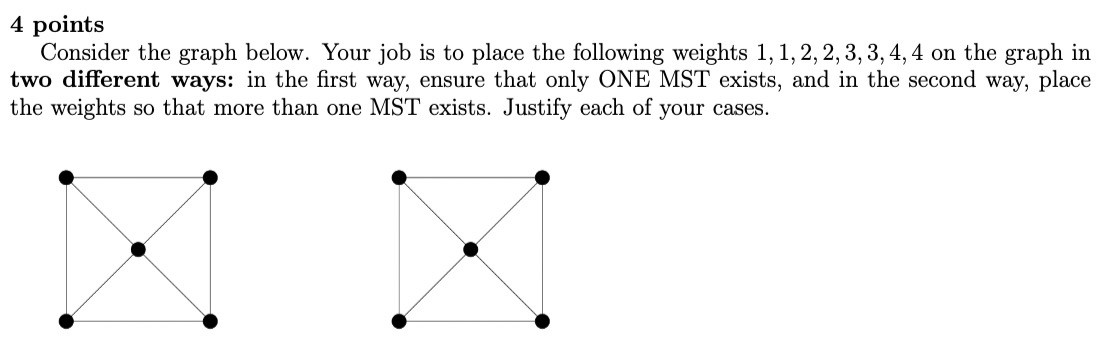 4 points
Consider the graph below. Your job is to place the following weights 1, 1, 2, 2, 3, 3, 4, 4 on the graph in
two different ways: in the first way, ensure that only ONE MST exists, and in the second way, place
the weights so that more than one MST exists. Justify each of your cases.